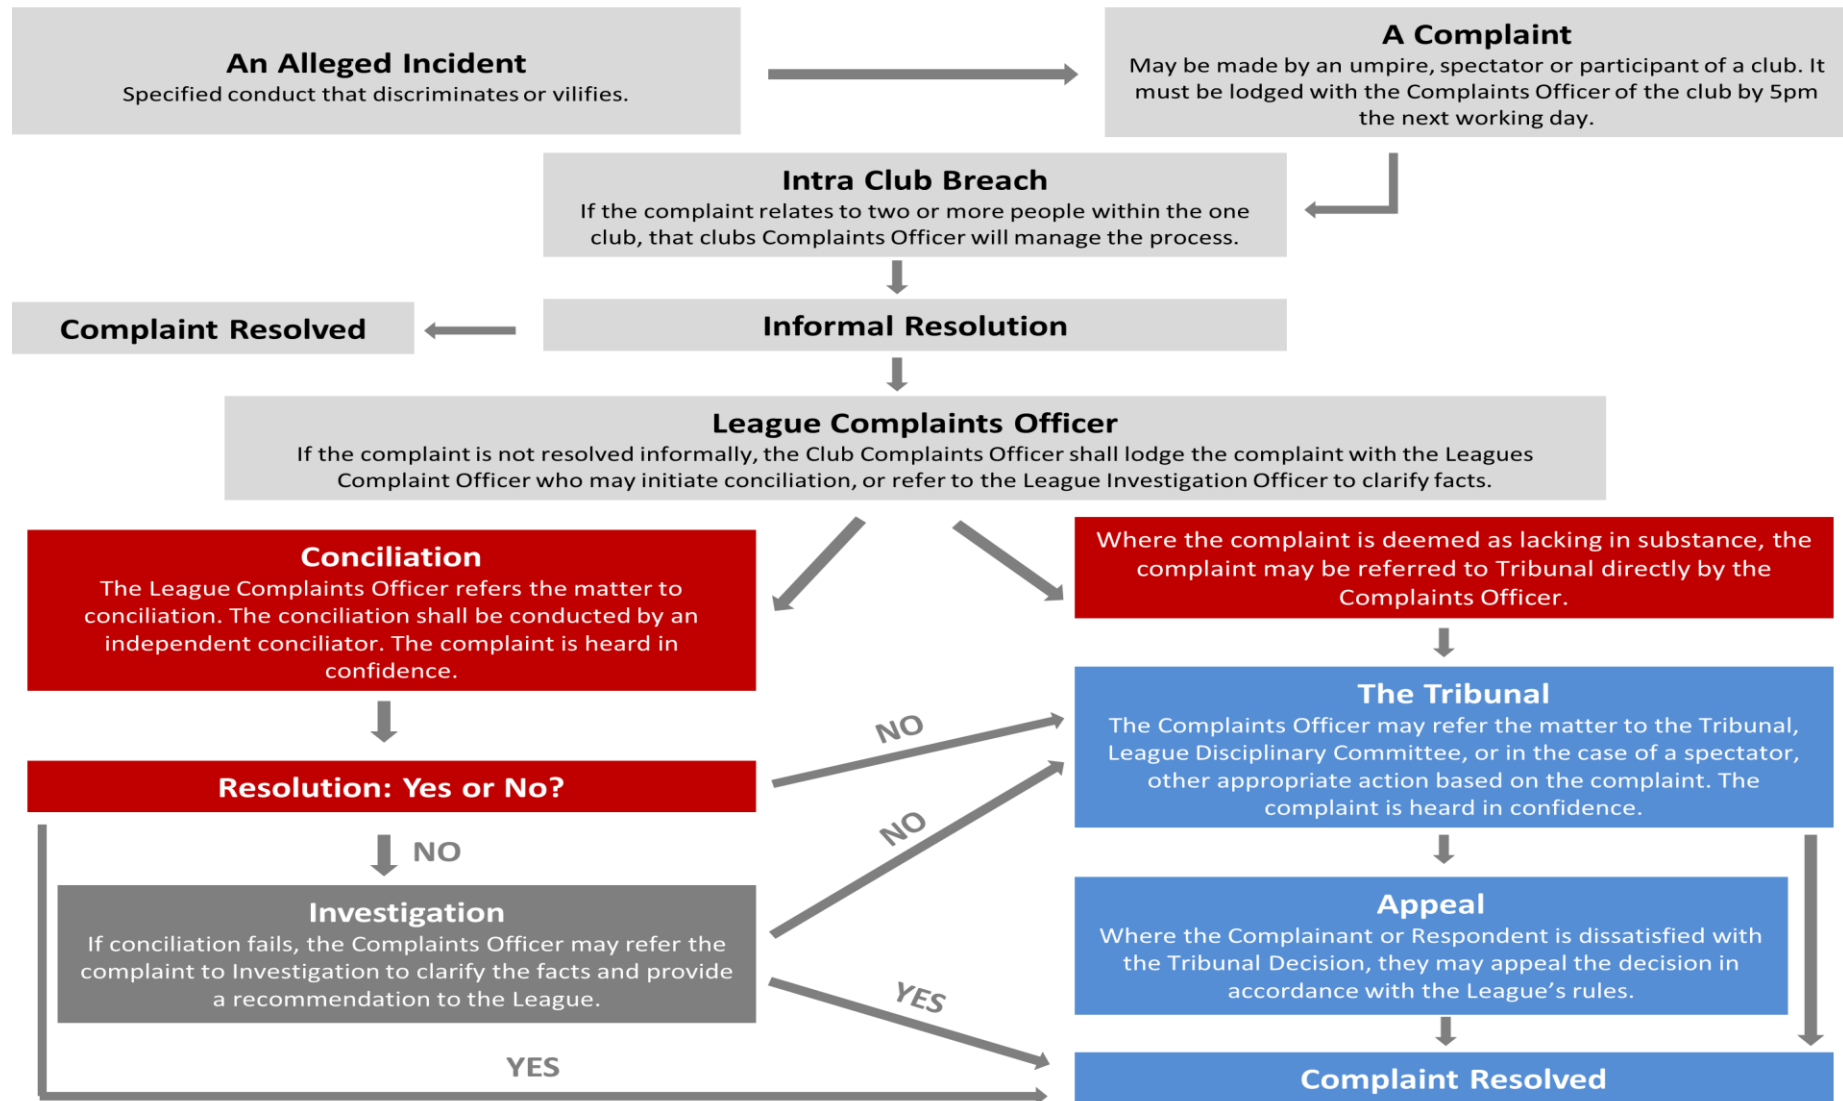 An Alleged Incident
Specified conduct that discriminates or vilifies.
A Complaint
May be made by an umpire, spectator or participant of a club. It
must be lodged with the Complaints Officer of the club by 5pm
the next working day.
Intra Club Breach
If the complaint relates to two or more people within the one
club, that clubs Complaints Officer will manage the process.
Complaint Resolved
Informal Resolution
League Complaints Officer
If the complaint is not resolved informally, the Club Complaints Officer shall lodge the complaint with the Leagues
Complaint Officer who may initiate conciliation, or refer to the League Investigation Officer to clarify facts.
Conciliation
The League Complaints Officer refers the matter to
conciliation. The conciliation shall be conducted by an
independent conciliator. The complaint is heard in
confidence.
Where the complaint is deemed as lacking in substance, the
complaint may be referred to Tribunal directly by the
Complaints Officer.
Resolution: Yes or No?
NO
The Tribunal
The Complaints Officer may refer the matter to the Tribunal,
League Disciplinary Committee, or in the case of a spectator,
other appropriate action based on the complaint. The
complaint is heard in confidence.
NO
NO
Investigation
If conciliation fails, the Complaints Officer may refer the
complaint to Investigation to clarify the facts and provide
a recommendation to the League.
Appeal
Where the Complainant or Respondent is dissatisfied with
the Tribunal Decision, they may appeal the decision in
accordance with the League’s rules.
YES
YES
Complaint Resolved